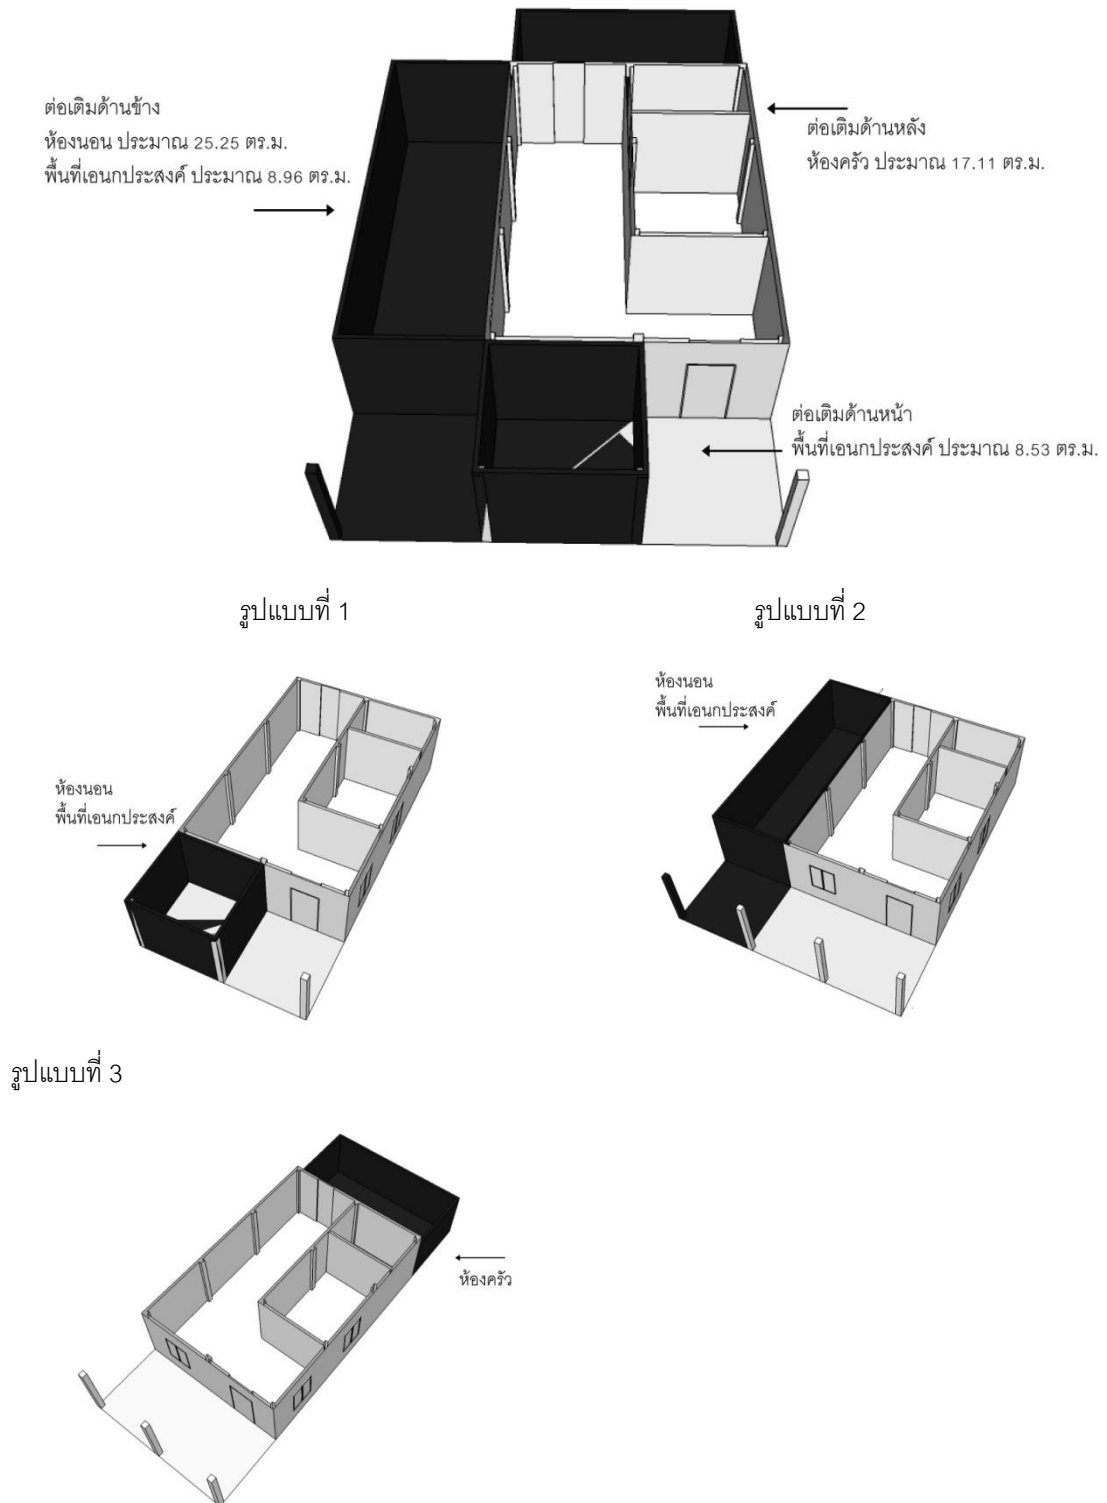 ต่อเติมด้านข้าง
ห้องนอน ประมาณ 25.25 ตร.ม.
พื้นที่เอนกประสงค์ ประมาณ 8.96 ตร.ม.
ต่อเติมด้านหลัง
ห้องครัว ประมาณ 17.11 ตร.ม.
ต่อเติมด้านหน้า
พื้นที่เอนกประสงค์ ประมาณ 8.53 ตร.ม.
รูปแบบที่ 1
รูปแบบที่ 2
ห้องนอน
พื้นที่เอนกประสงค์
ห้องนอน
พื้นที่เอนกประสงค์
รูปแบบที่ 3
ห้องครัว